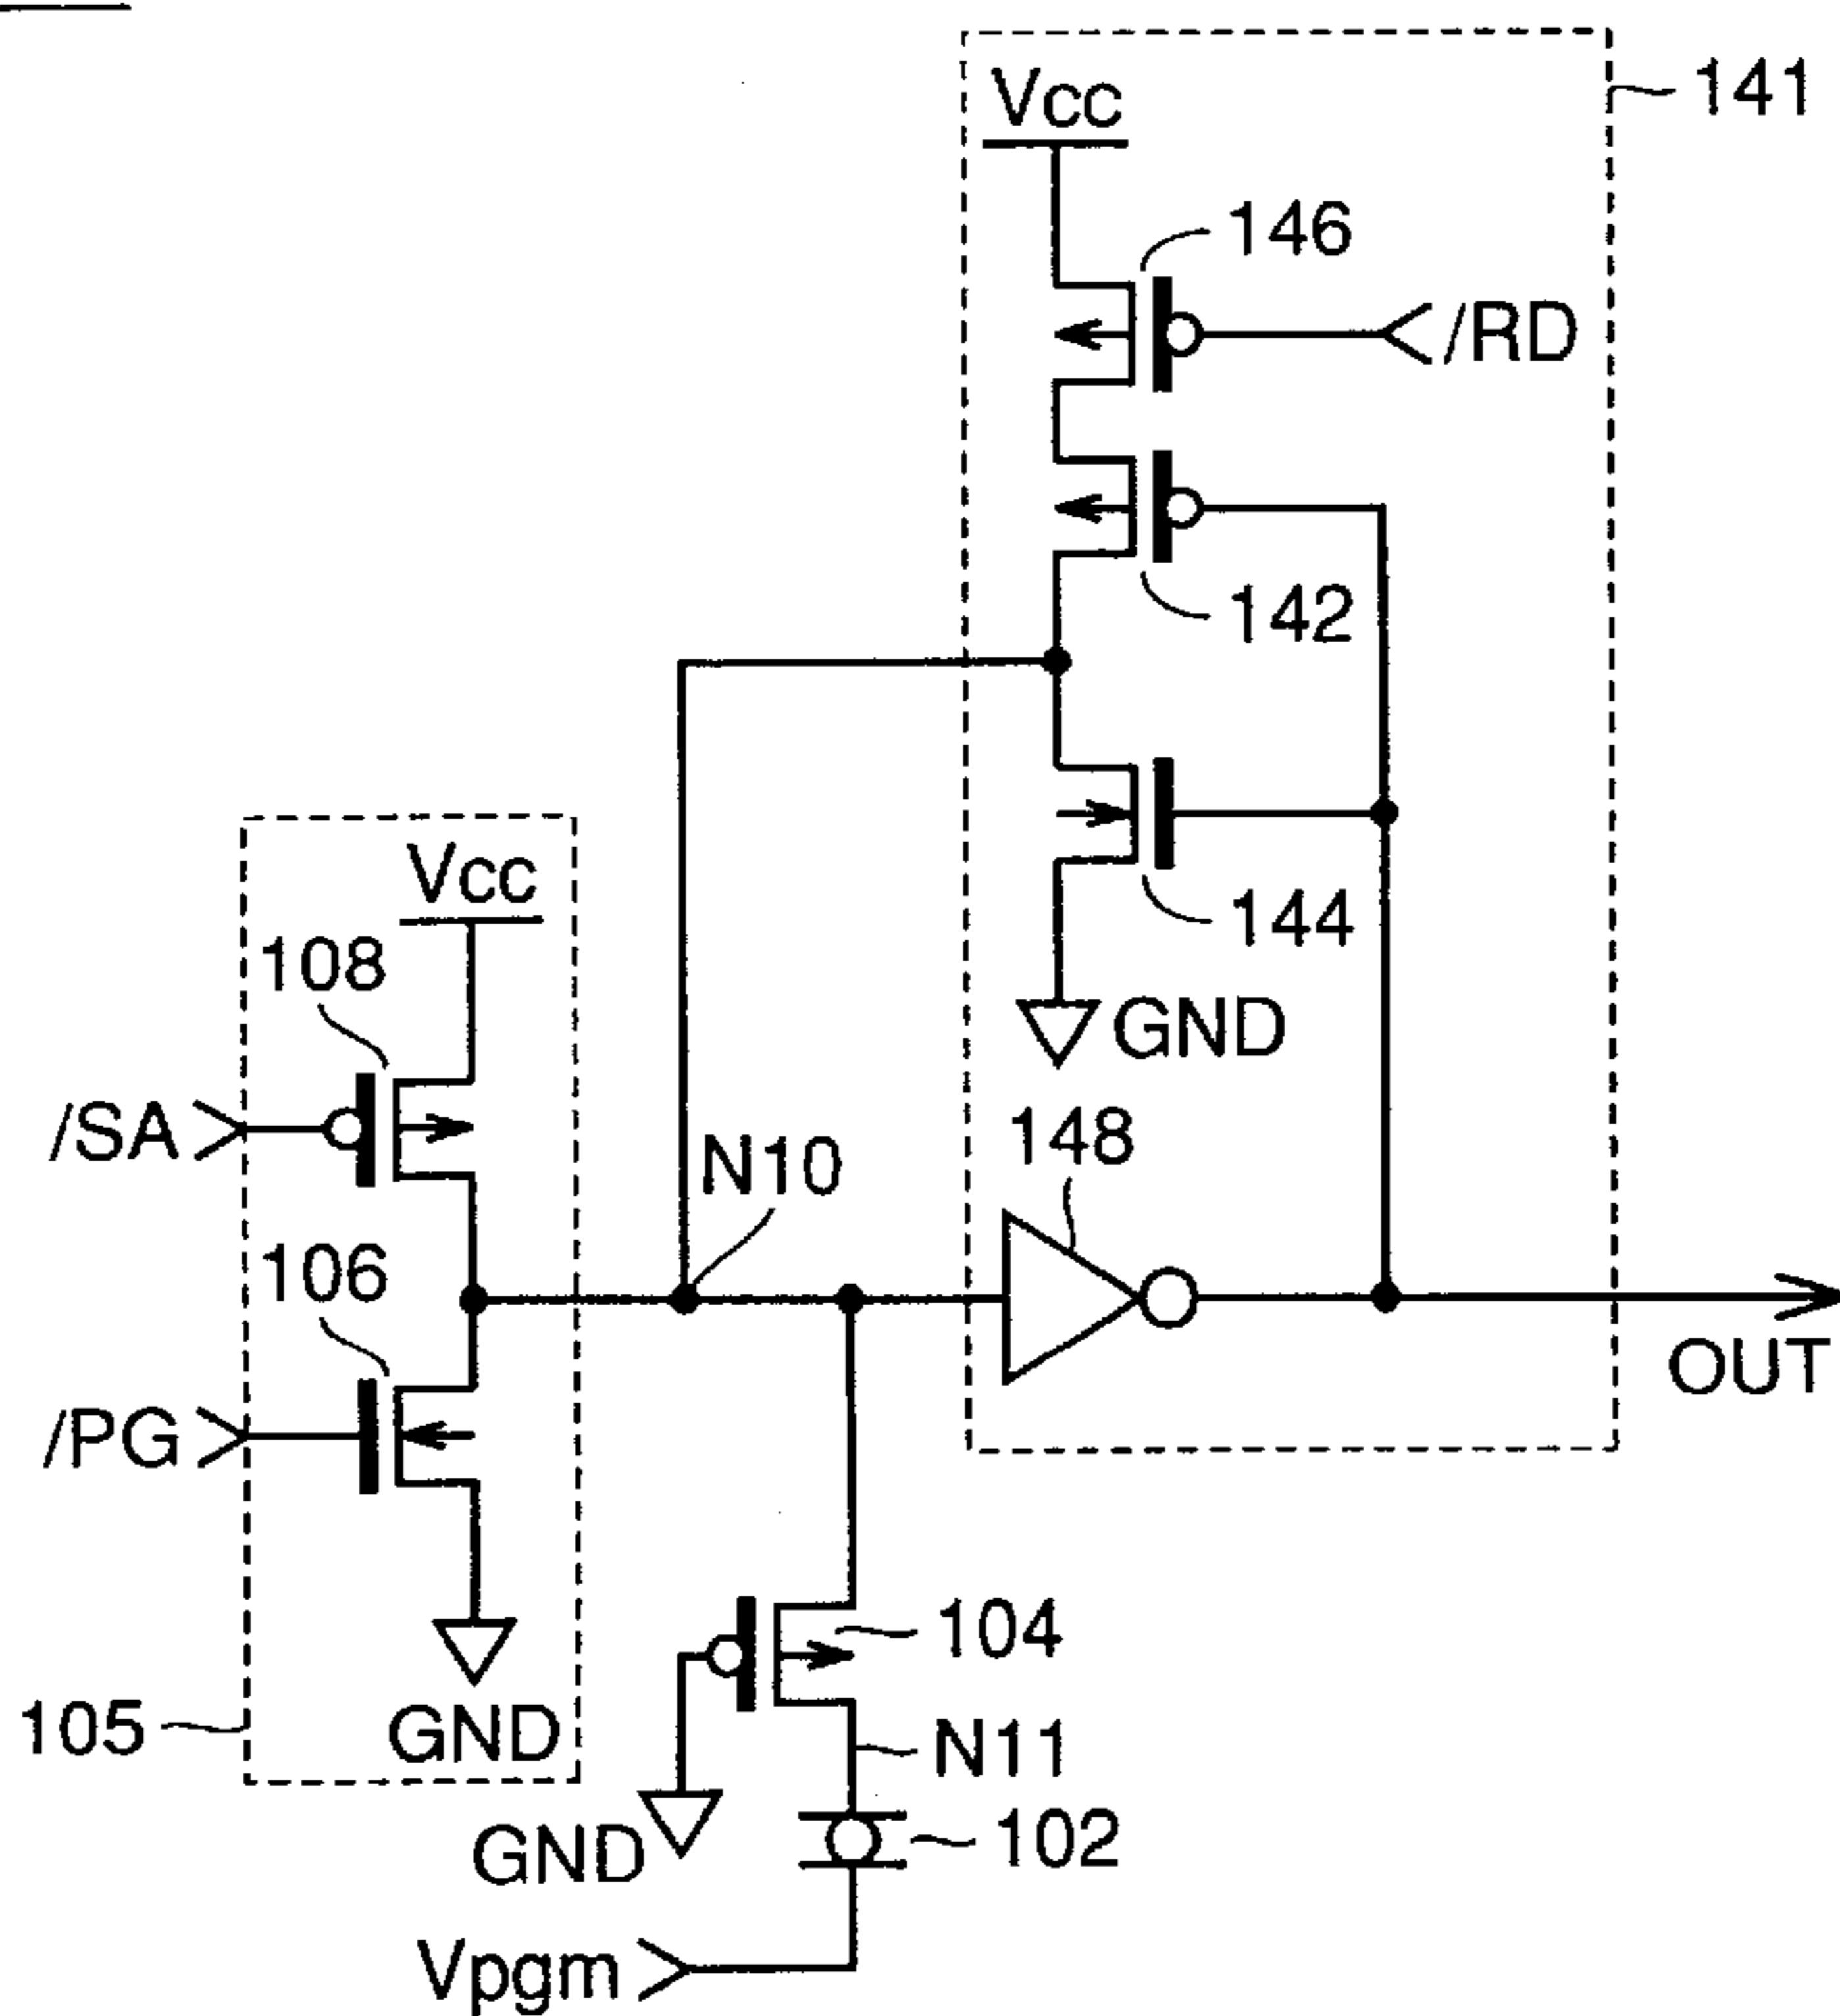 141
Vcc
146
/RD
142
Vcc
144
108
GND
/SA
148
N10
106
OUT
/PG
104
105
GND
N11
GND
102
Vpgm